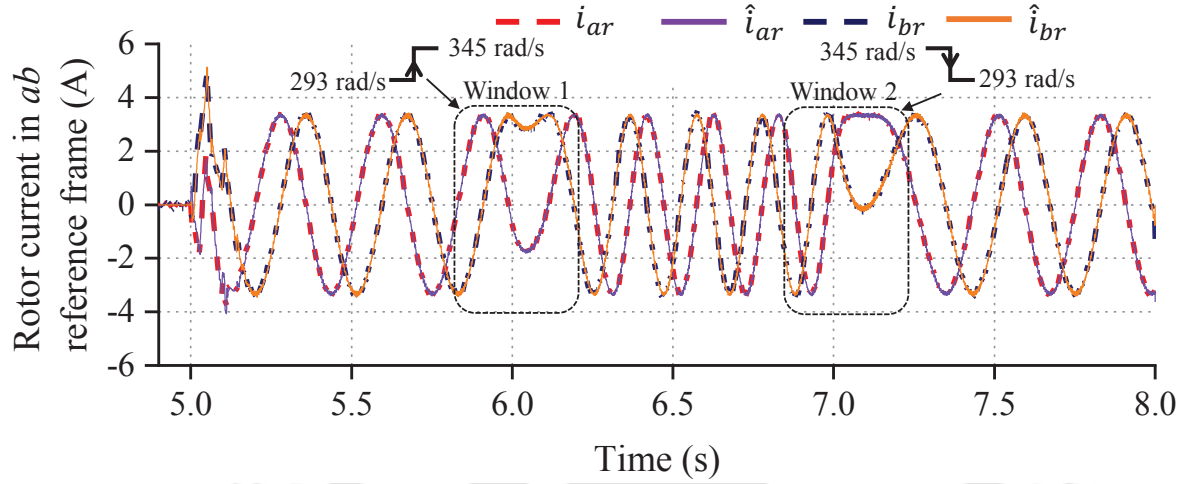 i_ar î_ar i_br î_br
345 rad/s 345 rad/s
293 rad/s Window 1 Window 2 293 rad/s
Rotor current in ab
reference frame (A)
6
4
2
0
-2
-4
-6
5.0 5.5 6.0 6.5 7.0 7.5 8.0
Time (s)